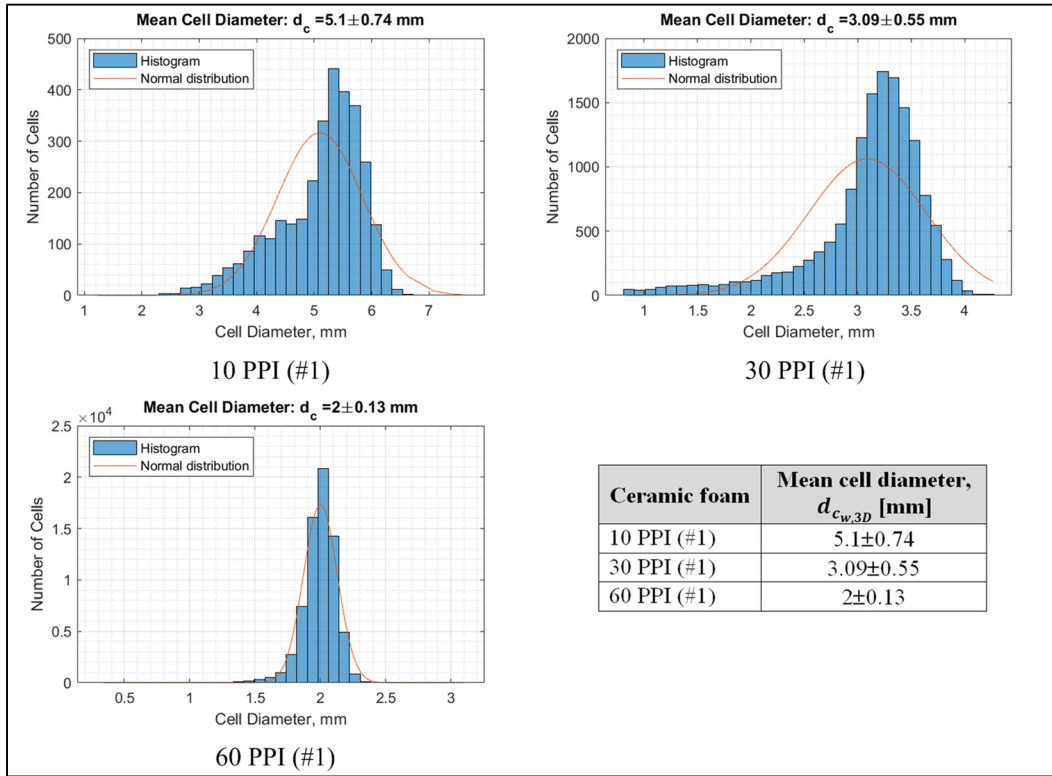 Mean Cell Diameter: d c =5.1±0.74 mm
500
400
300
200
100
0
Number of Cells
Histogram
Normal distribution
1 2 3 4 5 6 7
Cell Diameter, mm
10 PPI (#1)
Mean Cell Diameter: d c =3.09±0.55 mm
2000
1500
1000
500
0
Number of Cells
Histogram
Normal distribution
1 1.5 2 2.5 3 3.5 4
Cell Diameter, mm
30 PPI (#1)
Mean Cell Diameter: d c =2±0.13 mm
×10⁴
2.5
2
1.5
1
0.5
0
Number of Cells
Histogram
Normal distribution
0.5 1 1.5 2 2.5 3
Cell Diameter, mm
60 PPI (#1)
Ceramic foam
Mean cell diameter,
d c w,3D [mm]
10 PPI (#1) 5.1±0.74
30 PPI (#1) 3.09±0.55
60 PPI (#1) 2±0.13